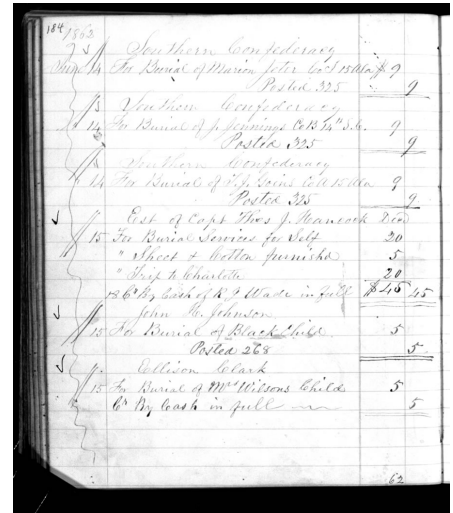 184 1862
Southern Confederacy
June 14 For Burial of Marion Jeter Co I 15 Ala $ 9
Posted 325 9
Southern Confederacy
14 For Burial of J. Jennings Co B 14" S.C. 9
Posted 325 9
Southern Confederacy
14 For Burial of T. J. Goins Co A 15 Ala 9
Posted 325 9
Est of Capt Thos J. Hancock Decd
15 For Burial Services for Self 20
" Sheet & Cotton furnishd 5
" Trip to Charlotte 20
Cr By Cash of R J Wade in full $45 45
John H. Johnson
15 For Burial of Black Child 5
Posted 268 5
Ellison Clark
15 For Burial of Mrs Wilsons Child 5
Cr By Cash in full 5
62